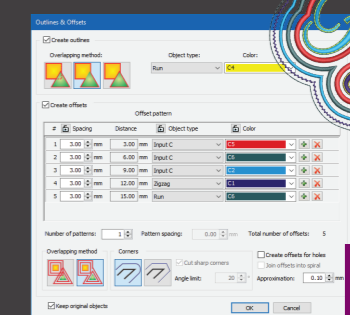 Outlines & Offsets
Create outlines
Overlapping method: Object type: Color:
Run C4
Create offsets
Offset pattern
# Spacing Distance Object type Color
1 3.00 mm 3.00 mm Input C C5
2 3.00 mm 6.00 mm Input C C6
3 3.00 mm 9.00 mm Input C C2
4 3.00 mm 12.00 mm Zigzag C1
5 3.00 mm 15.00 mm Run C6
Number of patterns: 1 Pattern spacing: 0.00 mm Total number of offsets: 5
Overlapping method Corners Create offsets for holes
Cut sharp corners Join offsets into spiral
Angle limit: 20 ° Approximation: 0.10 mm
Keep original objects OK Cancel